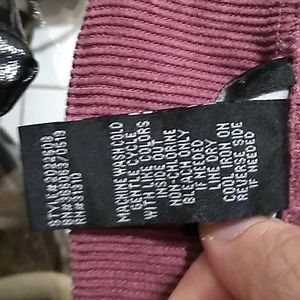 MACHINE WASH COLD
GENTLE CYCLE
WITH LIKE COLORS
INSIDE OUT
NON-CHLORINE
BLEACH ONLY
IF NEEDED
LINE DRY
COOL IRON ON
REVERSE SIDE
IF NEEDED